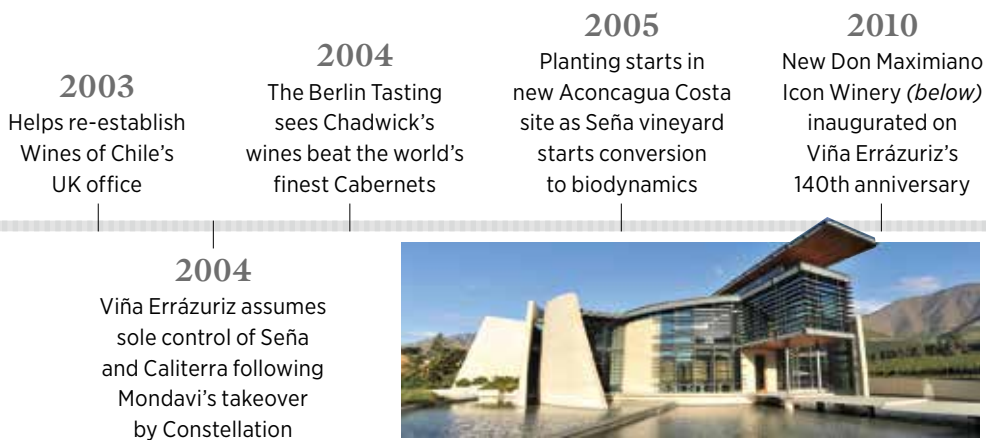 2003
Helps re-establish
Wines of Chile’s
UK office
2004
Viña Errázuriz assumes
sole control of Seña
and Caliterra following
Mondavi’s takeover
by Constellation
2004
The Berlin Tasting
sees Chadwick’s
wines beat the world’s
finest Cabernets
2005
Planting starts in
new Aconcagua Costa
site as Seña vineyard
starts conversion
to biodynamics
2010
New Don Maximiano
Icon Winery (below)
inaugurated on
Viña Errázuriz’s
140th anniversary